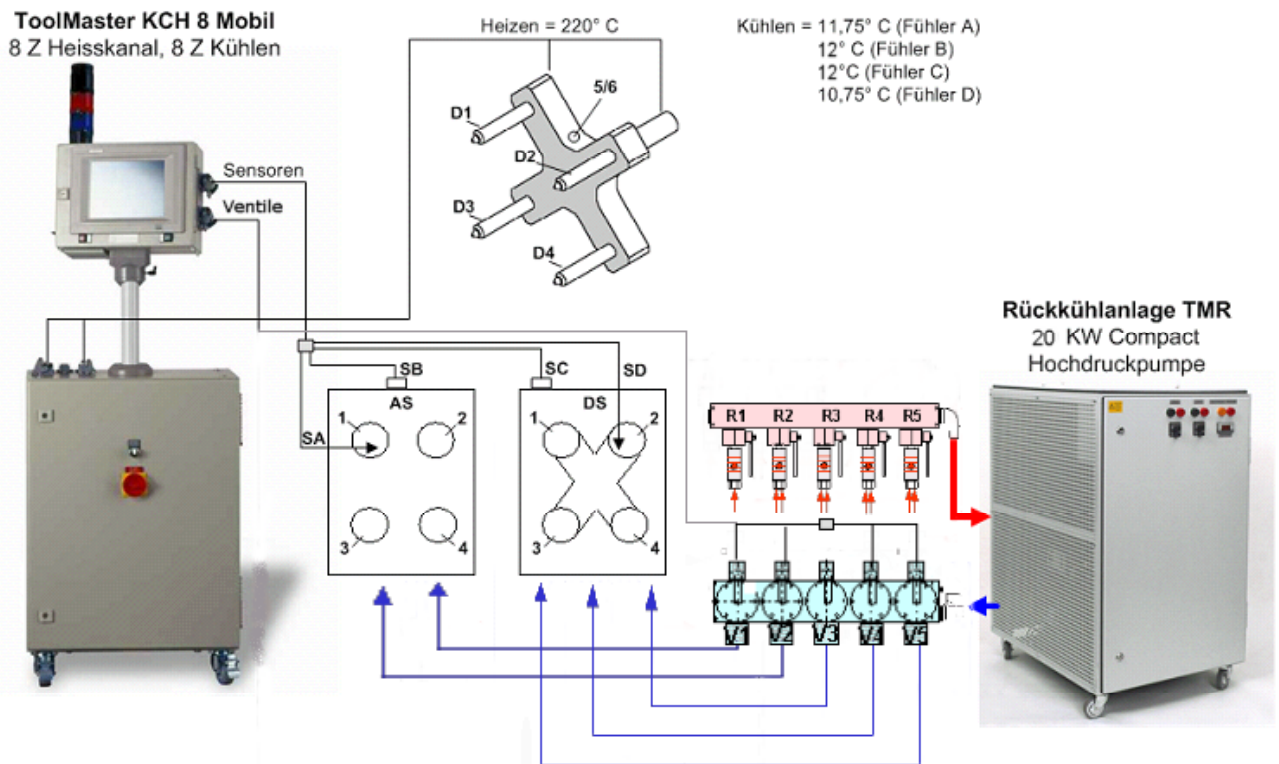 ToolMaster KCH 8 Mobil
8 Z Heisskanal, 8 Z Kühlen
Heizen = 220° C
Kühlen = 11,75° C (Fühler A)
12° C (Fühler B)
12°C (Fühler C)
10,75° C (Fühler D)
5/6
D1
D2
D3
D4
Sensoren
Ventile
Rückkühlanlage TMR
20 KW Compact
Hochdruckpumpe
SB
SC
SD
AS
DS
1
2
1
2
SA
3
4
3
4
R1 R2 R3 R4 R5
V1 V2 V3 V4 V5